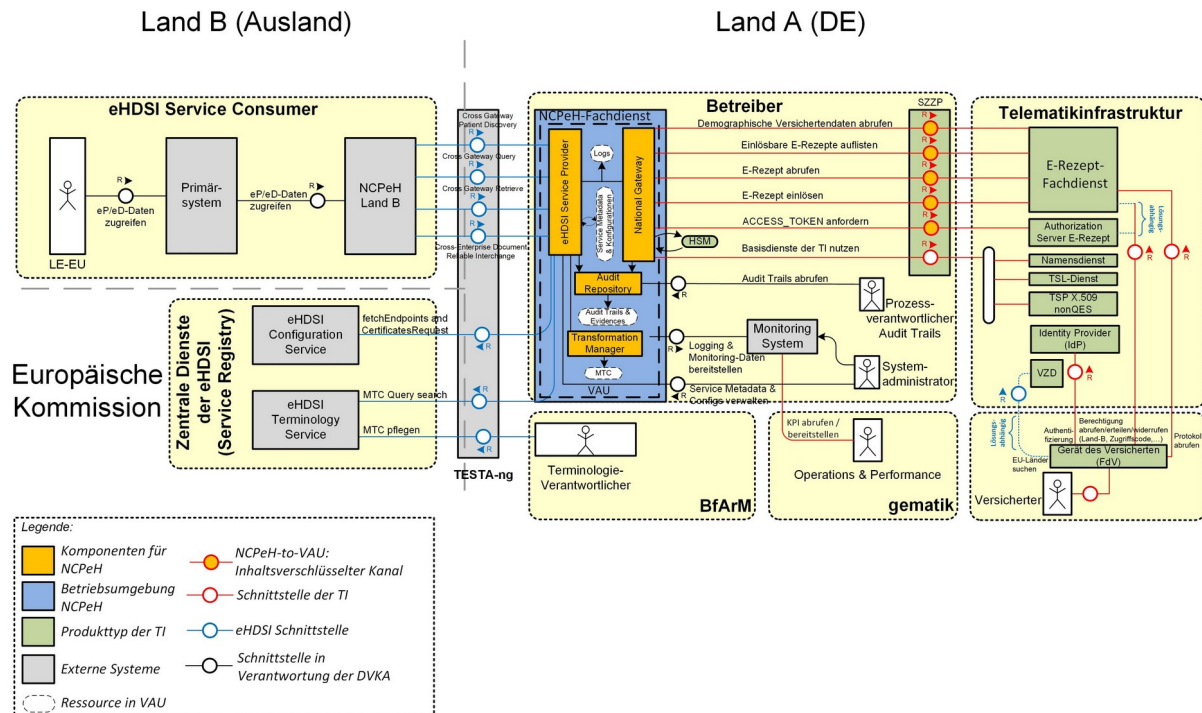 Land B (Ausland)
Land A (DE)
eHDSI Service Consumer
LE-EU
R
eP/eD-Daten
zugreifen
Primär-
system
R
eP/eD-Daten
zugreifen
NCPeH
Land B
Cross Gateway
Patient Discovery
R
Cross Gateway Query
R
Cross Gateway Retrieve
R
Cross-Enterprise Document
Reliable Interchange
Betreiber
NCPeH-Fachdienst
eHDSI Service Provider
Logs
Service Metadata
& Konfigurationen
National Gateway
HSM
Audit
Repository
Audit Trails &
Evidences
Transformation
Manager
MTC
VAU
SZZP
R
Demographische Versichertendaten abrufen
R
Einlösbare E-Rezepte auflisten
R
E-Rezept abrufen
R
E-Rezept einlösen
R
ACCESS_TOKEN anfordern
R
Basisdienste der TI nutzen
R
Audit Trails abrufen
Prozess-
verantwortlicher
Audit Trails
R
Logging &
Monitoring-Daten
bereitstellen
Monitoring
System
System-
administrator
R
Service Metadata &
Configs verwalten
Telematikinfrastruktur
E-Rezept-
Fachdienst
Lösungs-
abhängig
Authorization
Server E-Rezept
R
R
Namensdienst
TSL-Dienst
TSP X.509
nonQES
Identity Provider
(IdP)
VZD
R
R
Lösungs-
abhängig
Authenti-
fizierung
Berechtigung
abrufen/erteilen/widerrufen
(Land-B, Zugriffscode,...)
Protokoll
abrufen
EU-Länder
suchen
Gerät des Versicherten
(FdV)
Versicherter
Europäische
Kommission
Zentrale Dienste
der eHDSI
(Service Registry)
eHDSI
Configuration
Service
fetchEndpoints and
CertificatesRequest
R
eHDSI
Terminology
Service
MTC Query search
R
MTC pflegen
R
TESTA-ng
Terminologie-
Verantwortlicher
BfArM
KPI abrufen /
bereitstellen
Operations & Performance
gematik
Legende:
Komponenten für
NCPeH
Betriebsumgebung
NCPeH
Produkttyp der TI
Externe Systeme
Ressource in VAU
NCPeH-to-VAU:
Inhaltsverschlüsselter Kanal
Schnittstelle der TI
eHDSI Schnittstelle
Schnittstelle in
Verantwortung der DVKA